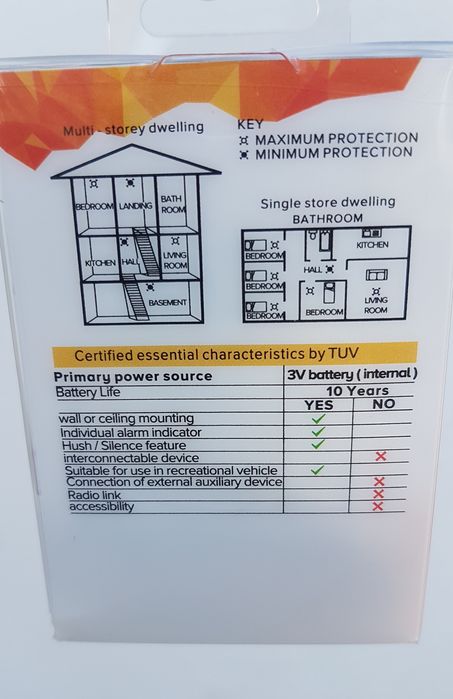 Multi - storey dwelling
KEY
MAXIMUM PROTECTION
MINIMUM PROTECTION
BEDROOM
LANDING
BATH
ROOM
KITCHEN
HALL
LIVING
ROOM
BASEMENT
Single store dwelling
BATHROOM
BEDROOM
KITCHEN
HALL
BEDROOM
BEDROOM
BEDROOM
LIVING
ROOM
Certified essential characteristics by TUV
Primary power source 3V battery ( internal )
Battery Life 10 Years
YES NO
wall or ceiling mounting
Individual alarm indicator
Hush / Silence feature
interconnectable device
Suitable for use in recreational vehicle
Connection of external auxiliary device
Radio link
accessibility